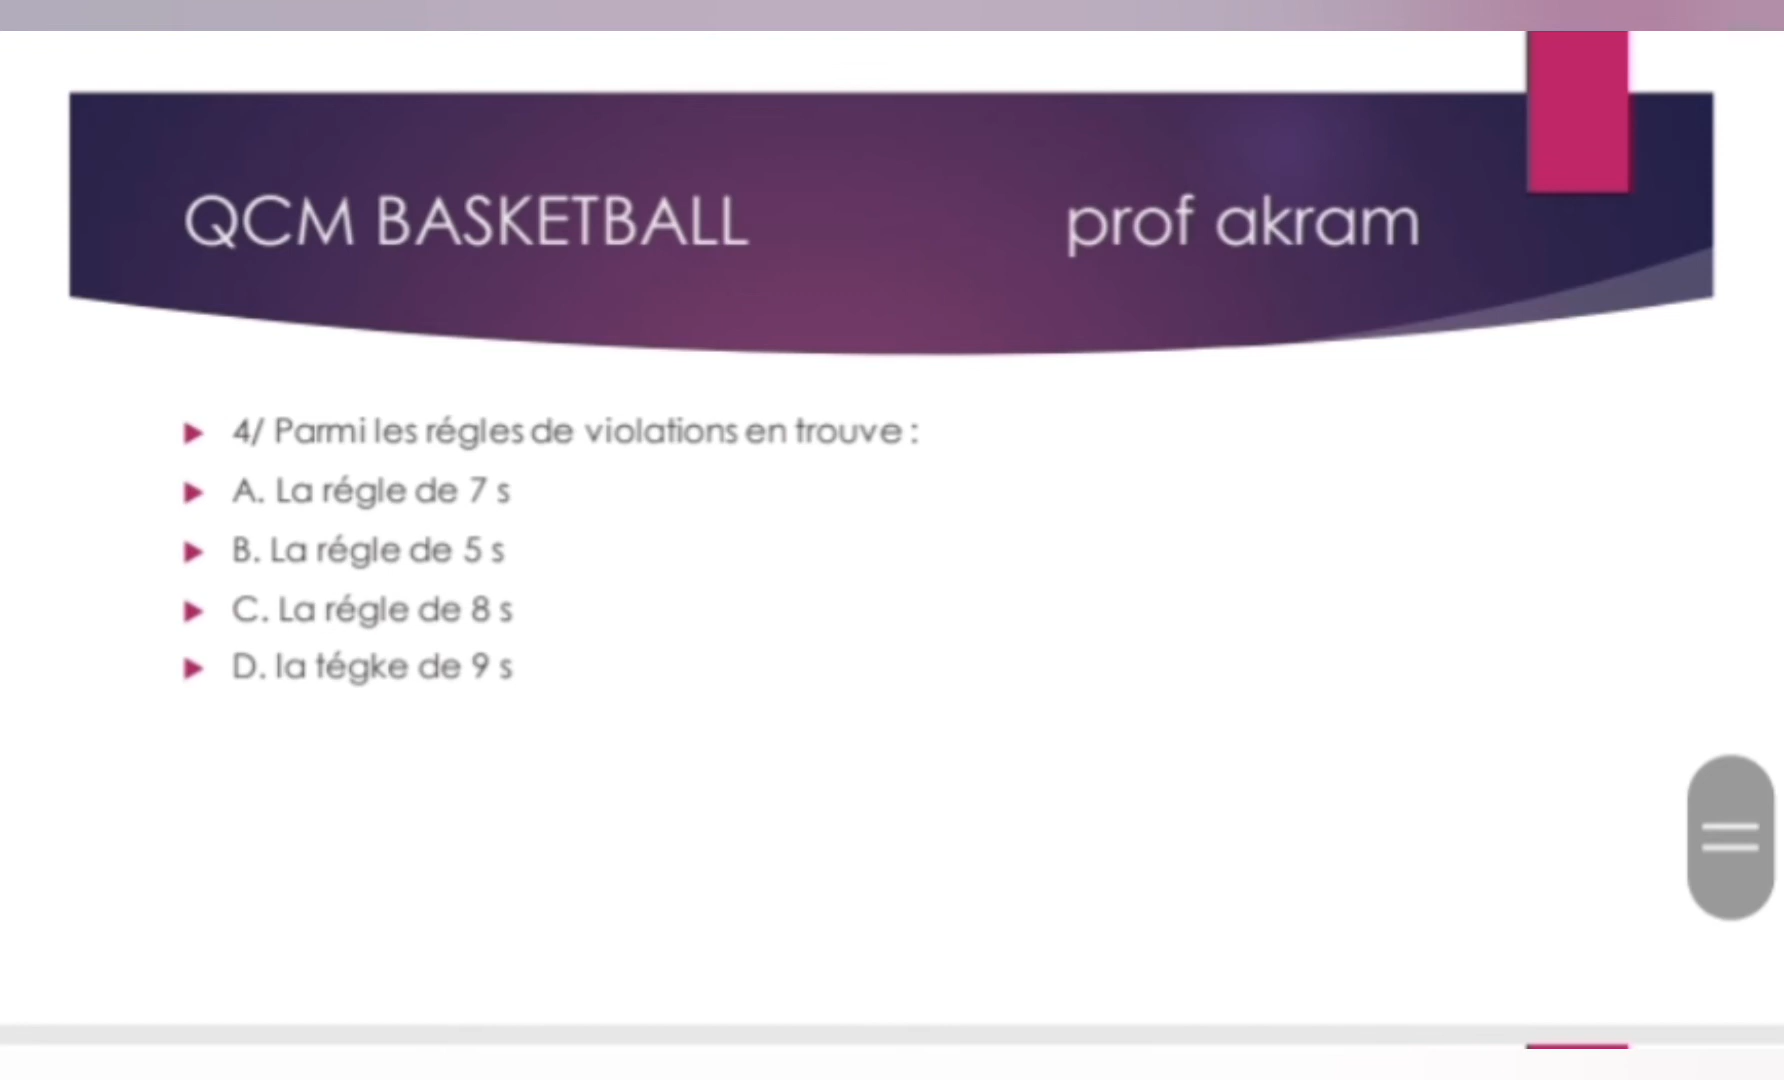 QCM BASKETBALL prof akram
4/ Parmi les régles de violations en trouve :
A. La régle de 7 s
B. La régle de 5 s
C. La régle de 8 s
D. la tégke de 9 s